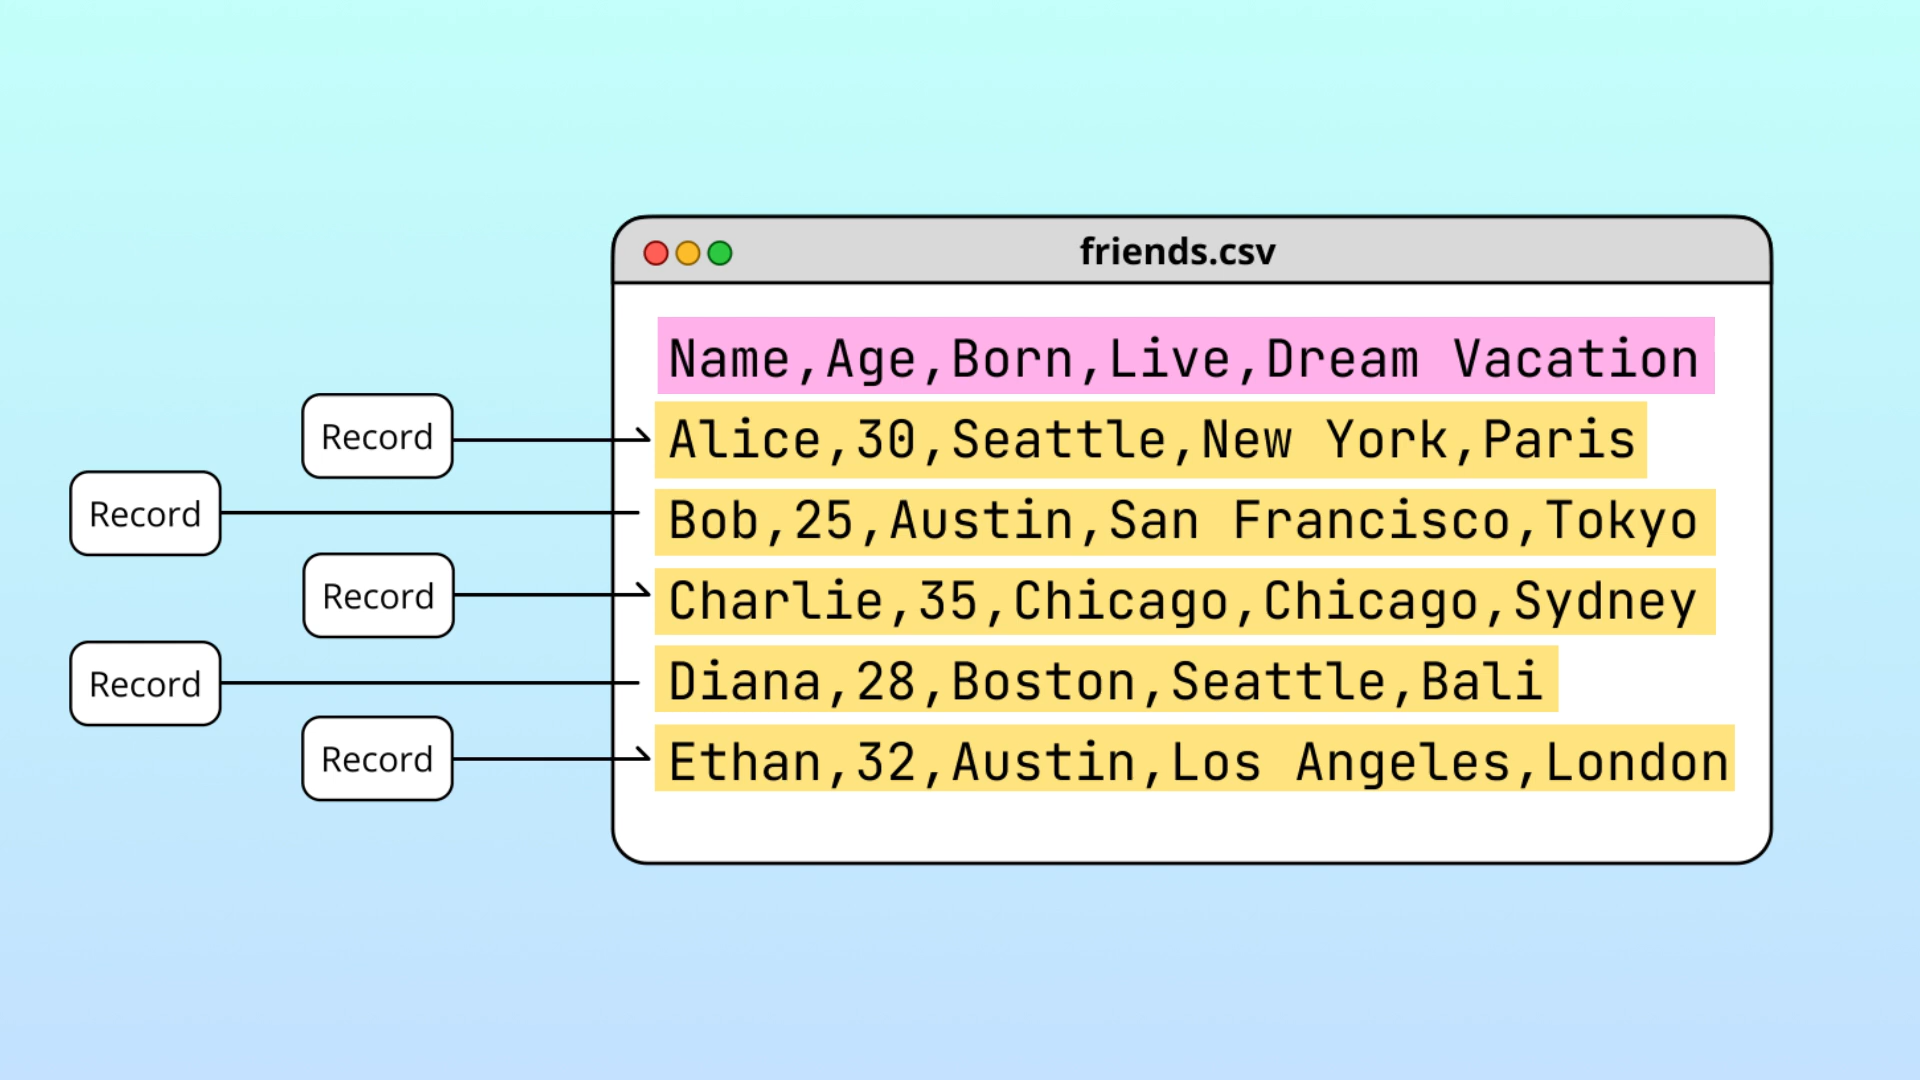 friends.csv
Name,Age,Born,Live,Dream Vacation
Record
Alice,30,Seattle,New York,Paris
Record
Bob,25,Austin,San Francisco,Tokyo
Record
Charlie,35,Chicago,Chicago,Sydney
Record
Diana,28,Boston,Seattle,Bali
Record
Ethan,32,Austin,Los Angeles,London